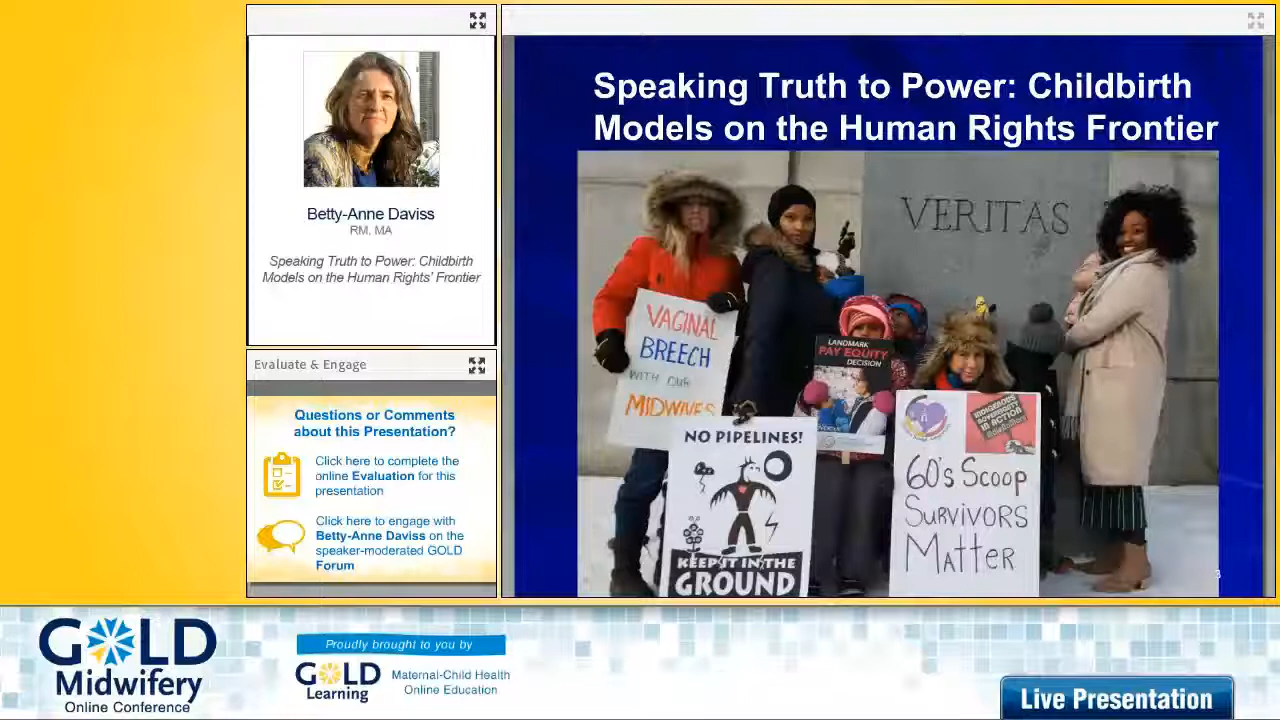 Betty-Anne Daviss
RM, MA
Speaking Truth to Power: Childbirth
Models on the Human Rights' Frontier
Evaluate & Engage
Questions or Comments
about this Presentation?
Click here to complete the
online Evaluation for this
presentation
Click here to engage with
Betty-Anne Daviss on the
speaker-moderated GOLD
Forum
Speaking Truth to Power: Childbirth
Models on the Human Rights Frontier
VERITAS
VAGINAL
BREECH
WITH OUR
MIDWIVES
LANDMARK
PAY EQUITY
DECISION
NO PIPELINES!
KEEP IT IN THE
GROUND
INDIGENOUS
SOVEREIGNTY
IN ACTION
60's Scoop
Survivors
Matter
3
GOLD
Midwifery
Online Conference
Proudly brought to you by
GOLD
Learning
Maternal-Child Health
Online Education
Live Presentation